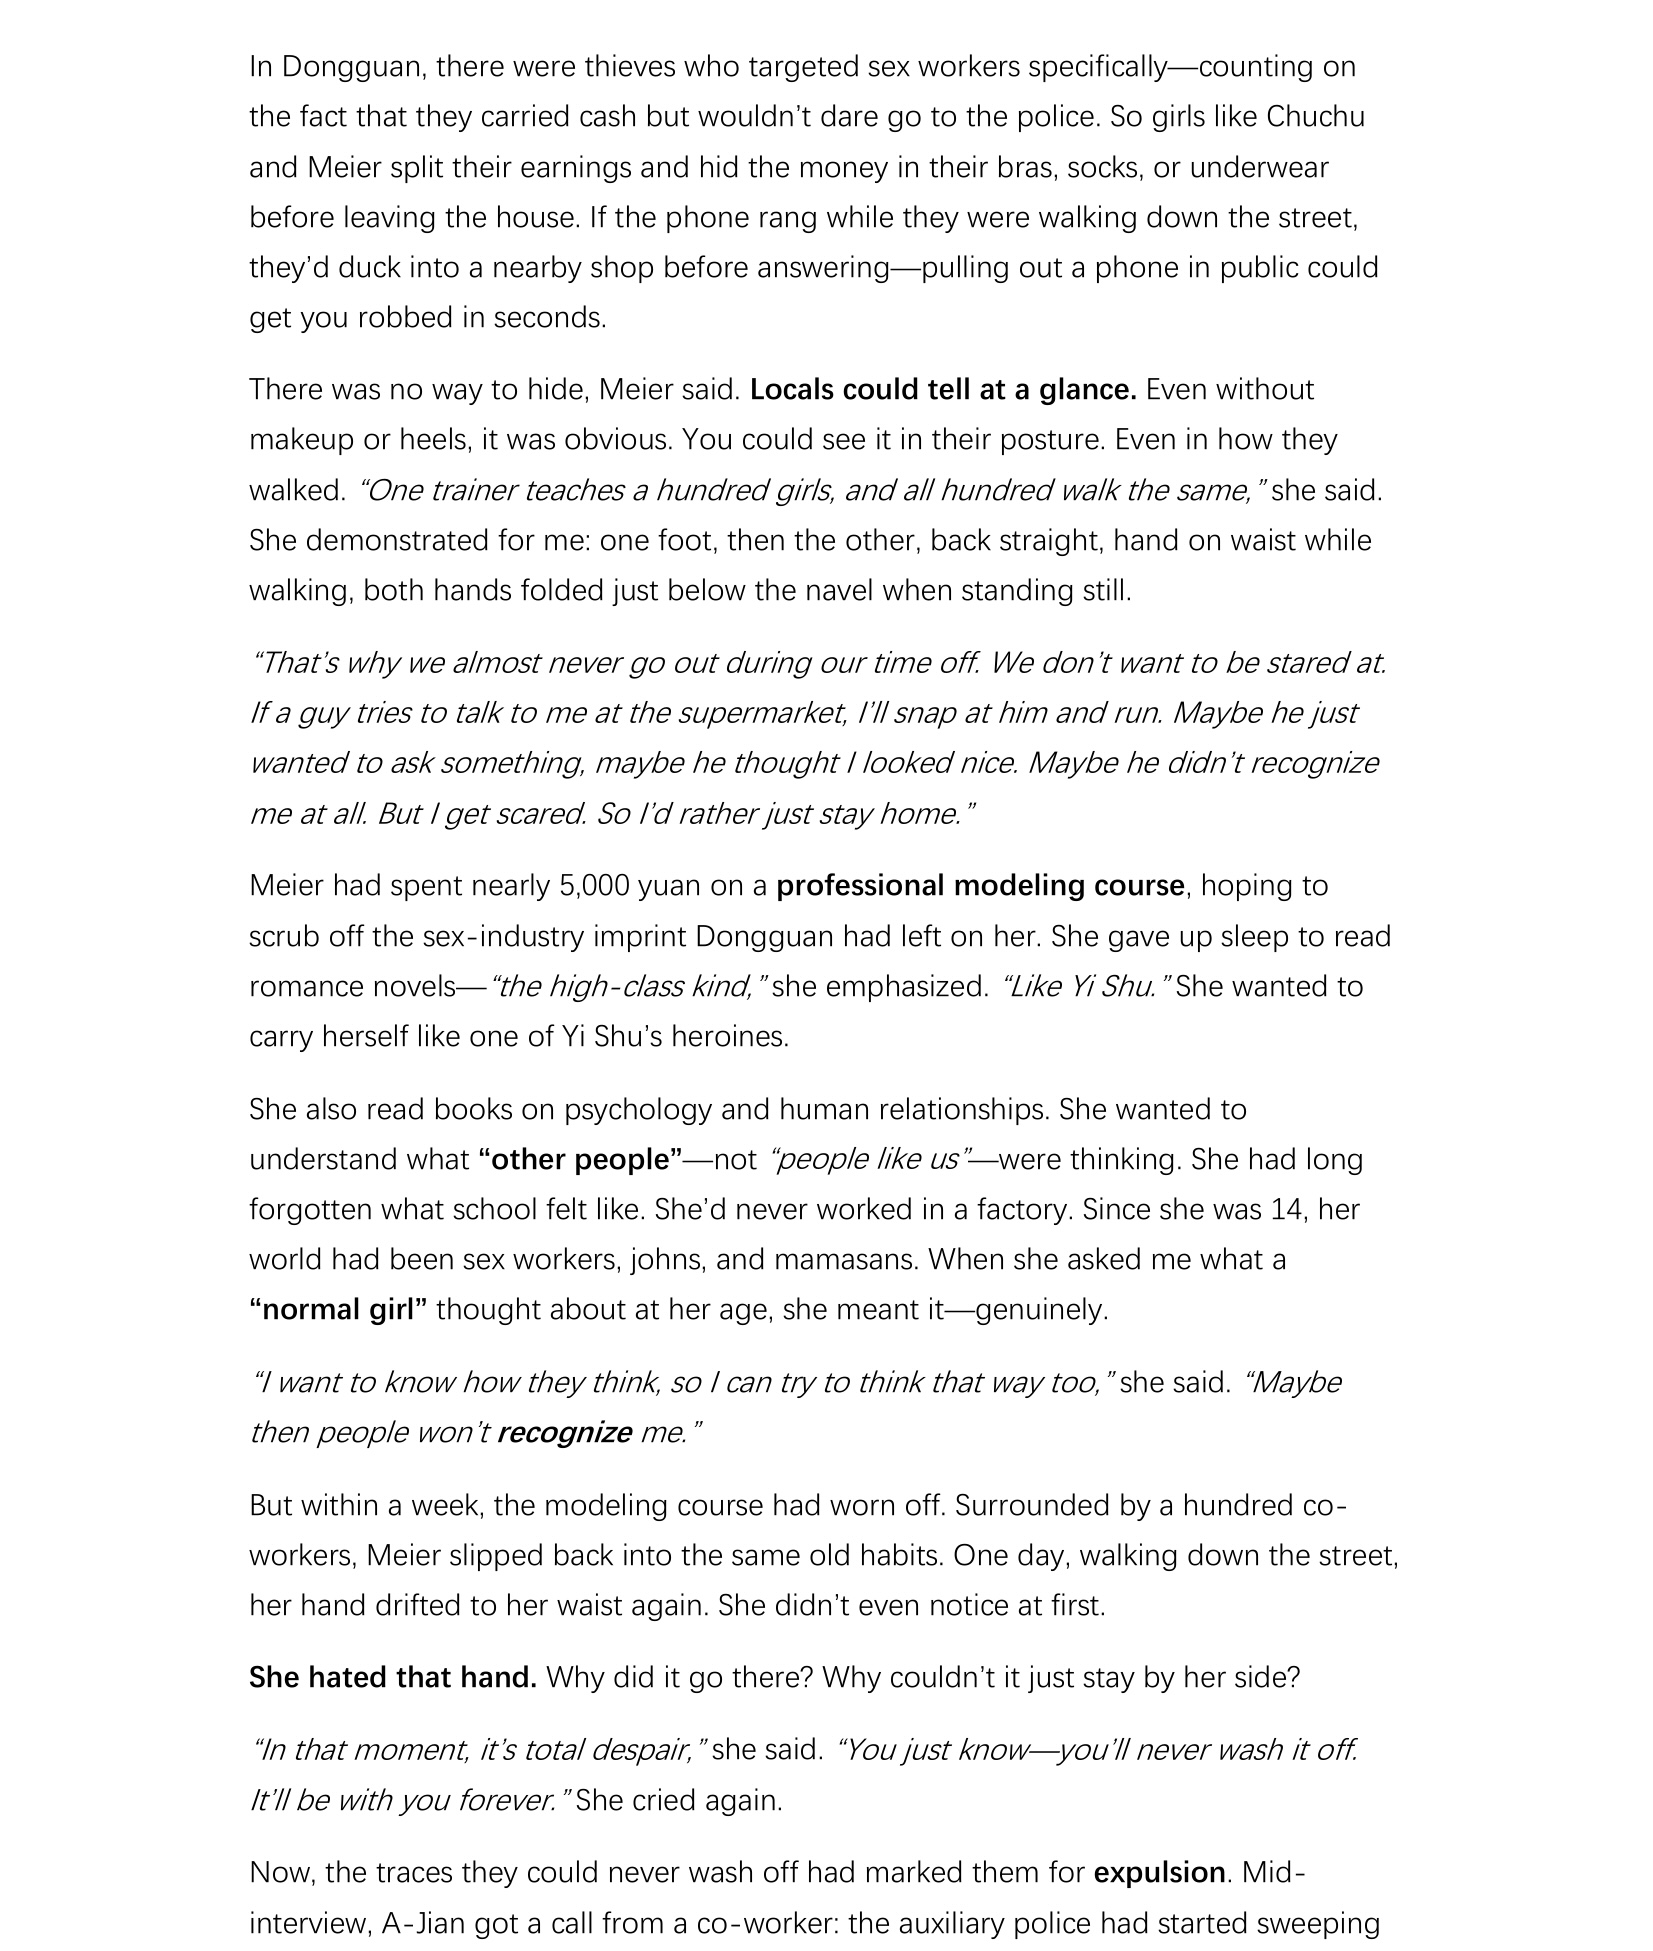 In Dongguan, there were thieves who targeted sex workers specifically—counting on
the fact that they carried cash but wouldn’t dare go to the police. So girls like Chuchu
and Meier split their earnings and hid the money in their bras, socks, or underwear
before leaving the house. If the phone rang while they were walking down the street,
they’d duck into a nearby shop before answering—pulling out a phone in public could
get you robbed in seconds.
There was no way to hide, Meier said. Locals could tell at a glance. Even without
makeup or heels, it was obvious. You could see it in their posture. Even in how they
walked. “One trainer teaches a hundred girls, and all hundred walk the same,” she said.
She demonstrated for me: one foot, then the other, back straight, hand on waist while
walking, both hands folded just below the navel when standing still.
“That’s why we almost never go out during our time off. We don’t want to be stared at.
If a guy tries to talk to me at the supermarket, I’ll snap at him and run. Maybe he just
wanted to ask something, maybe he thought I looked nice. Maybe he didn’t recognize
me at all. But I get scared. So I’d rather just stay home.”
Meier had spent nearly 5,000 yuan on a professional modeling course, hoping to
scrub off the sex-industry imprint Dongguan had left on her. She gave up sleep to read
romance novels—“the high-class kind,” she emphasized. “Like Yi Shu.” She wanted to
carry herself like one of Yi Shu’s heroines.
She also read books on psychology and human relationships. She wanted to
understand what “other people”—not “people like us”—were thinking. She had long
forgotten what school felt like. She’d never worked in a factory. Since she was 14, her
world had been sex workers, johns, and mamasans. When she asked me what a
“normal girl” thought about at her age, she meant it—genuinely.
“I want to know how they think, so I can try to think that way too,” she said. “Maybe
then people won’t recognize me.”
But within a week, the modeling course had worn off. Surrounded by a hundred co-
workers, Meier slipped back into the same old habits. One day, walking down the street,
her hand drifted to her waist again. She didn’t even notice at first.
She hated that hand. Why did it go there? Why couldn’t it just stay by her side?
“In that moment, it’s total despair,” she said. “You just know—you’ll never wash it off.
It’ll be with you forever.” She cried again.
Now, the traces they could never wash off had marked them for expulsion. Mid-
interview, A-Jian got a call from a co-worker: the auxiliary police had started sweeping